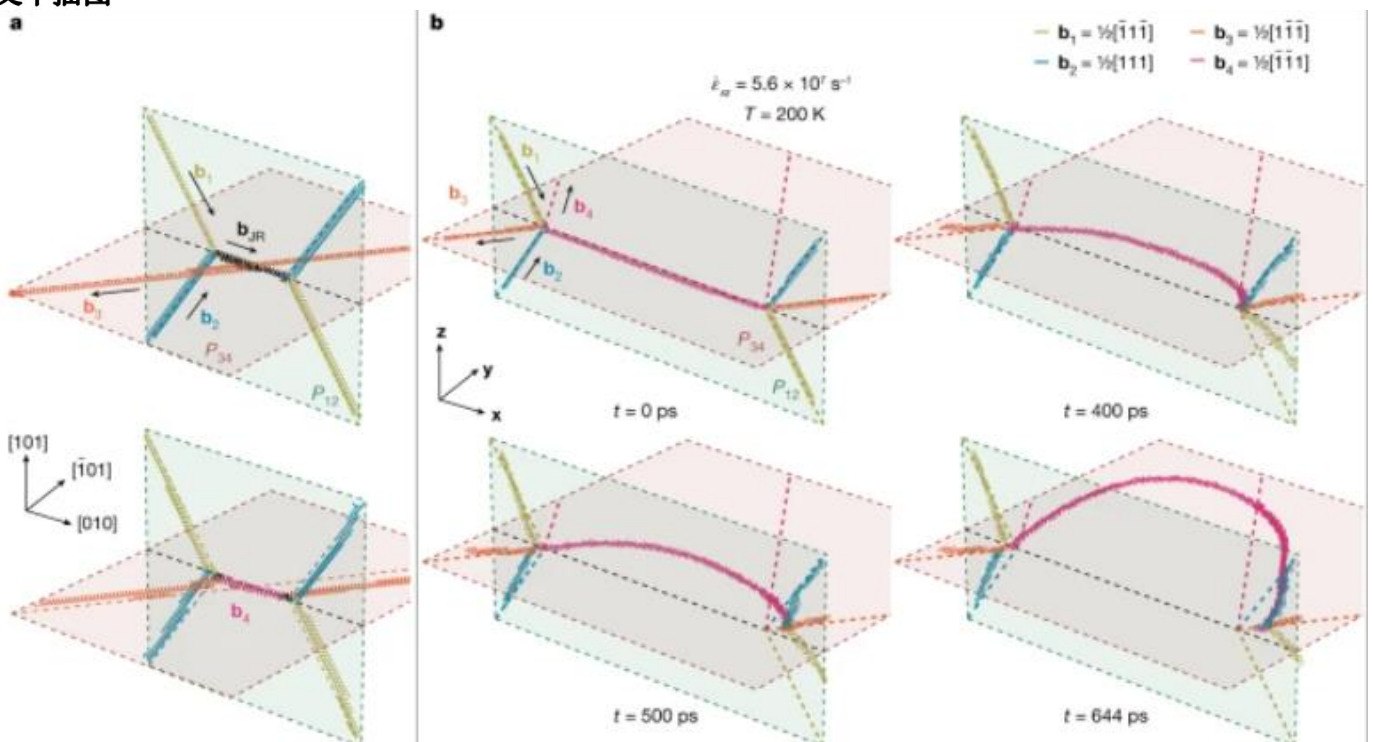 a
b
b₁ = ½[1̄11̄]
b₃ = ½[11̄1̄]
b₂ = ½[111]
b₄ = ½[1̄1̄1]
ε̇zz = 5.6 × 10⁷ s⁻¹
T = 200 K
b₁
bJR
b₃
b₂
P₃₄
P₁₂
b₁
b₃
b₄
b₂
P₃₄
P₁₂
z
y
x
t = 0 ps
t = 400 ps
[101]
[1̄01]
[010]
b₄
t = 500 ps
t = 644 ps